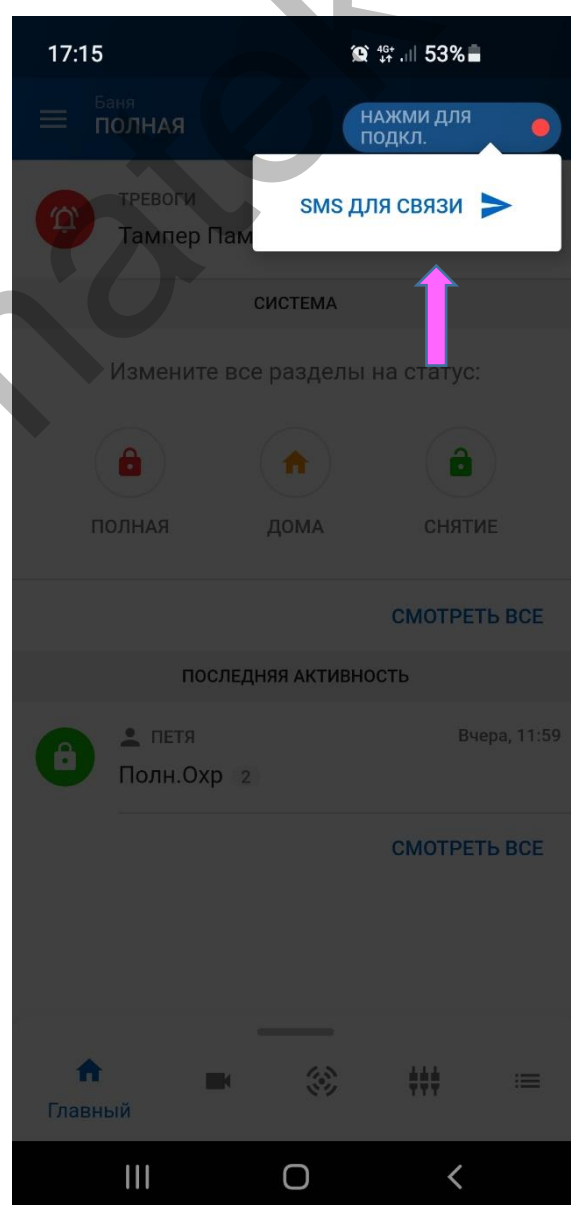 17:15
4G+
53%
Баня
ПОЛНАЯ
НАЖМИ ДЛЯ
ПОДКЛ.
SMS ДЛЯ СВЯЗИ
ТРЕВОГИ
Тампер Пам
СИСТЕМА
Измените все разделы на статус:
ПОЛНАЯ
ДОМА
СНЯТИЕ
СМОТРЕТЬ ВСЕ
ПОСЛЕДНЯЯ АКТИВНОСТЬ
ПЕТЯ
Вчера, 11:59
Полн.Охр 2
СМОТРЕТЬ ВСЕ
Главный